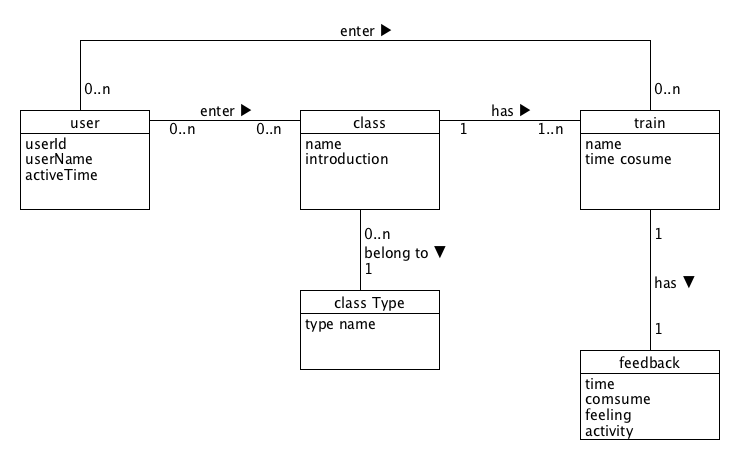 enter ▶
0..n
0..n
user
enter ▶
class
has ▶
train
0..n
0..n
1
1..n
userId
userName
activeTime
name
introduction
name
time cosume
0..n
belong to ▼
1
1
has ▼
1
class Type
type name
feedback
time
comsume
feeling
activity